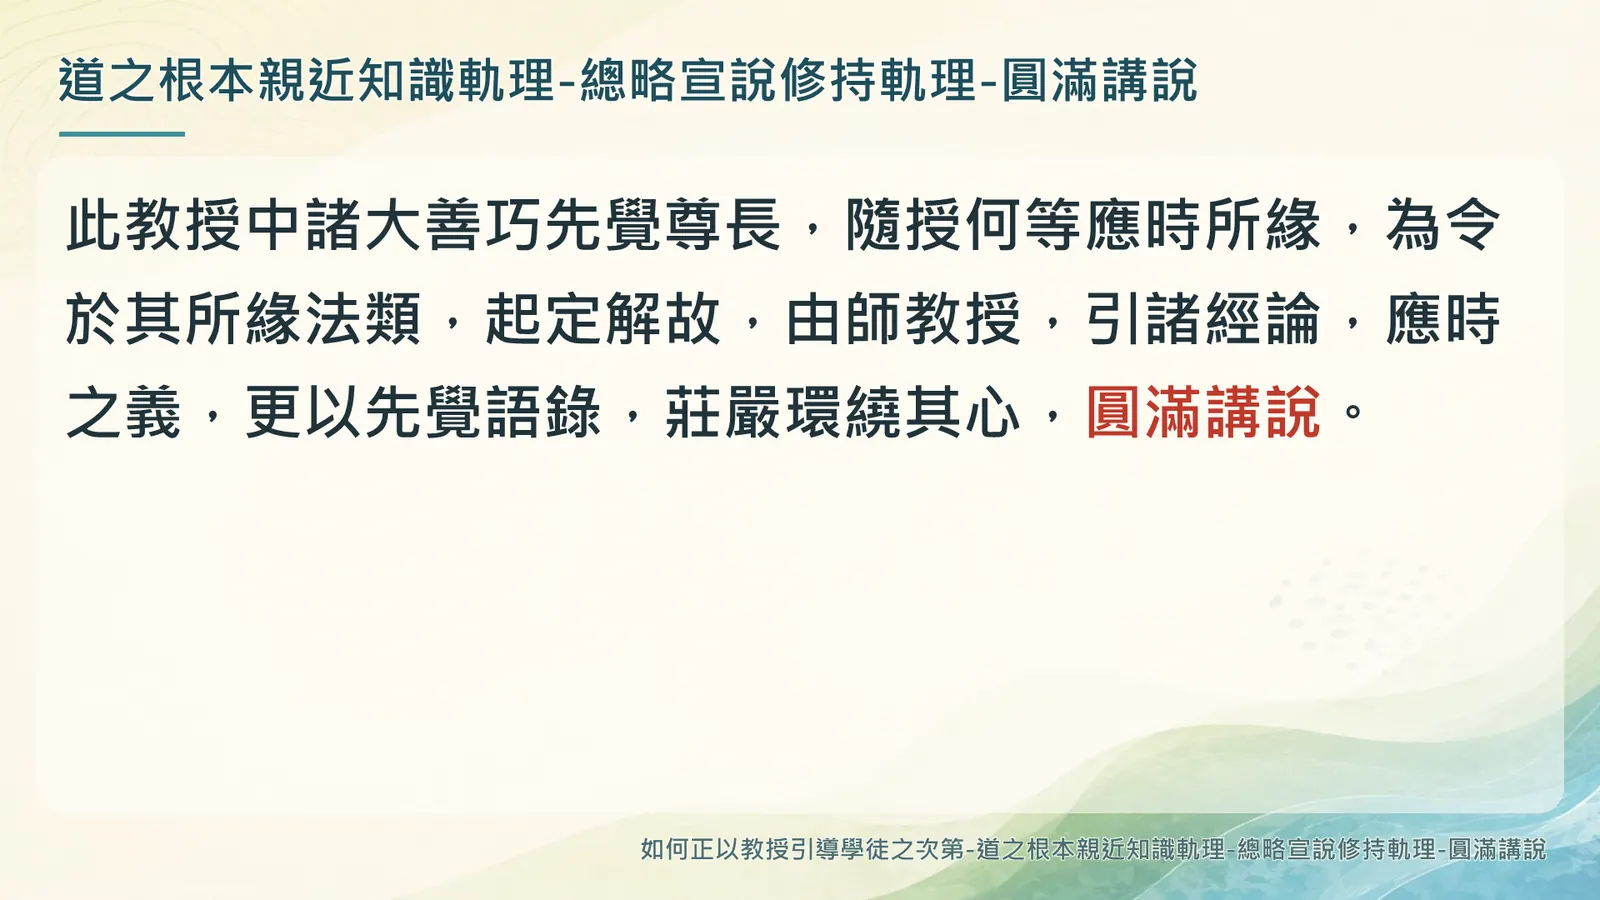 道之根本親近知識軌理-總略宣說修持軌理-圓滿講說
此教授中諸大善巧先覺尊長，隨授何等應時所緣，為令
於其所緣法類，起定解故，由師教授，引諸經論，應時
之義，更以先覺語錄，莊嚴環繞其心，圓滿講說。
如何正以教授引導學徒之次第-道之根本親近知識軌理-總略宣說修持軌理-圓滿講說